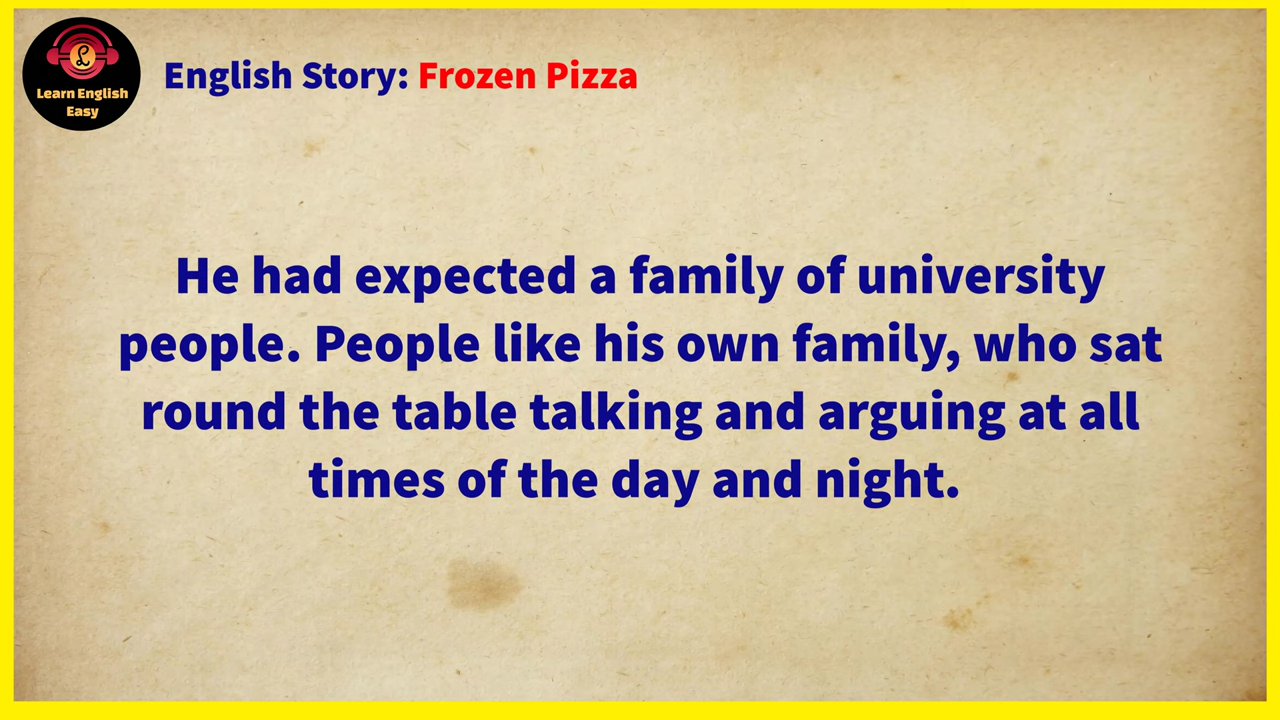 Learn English
Easy
English Story: Frozen Pizza
He had expected a family of university
people. People like his own family, who sat
round the table talking and arguing at all
times of the day and night.